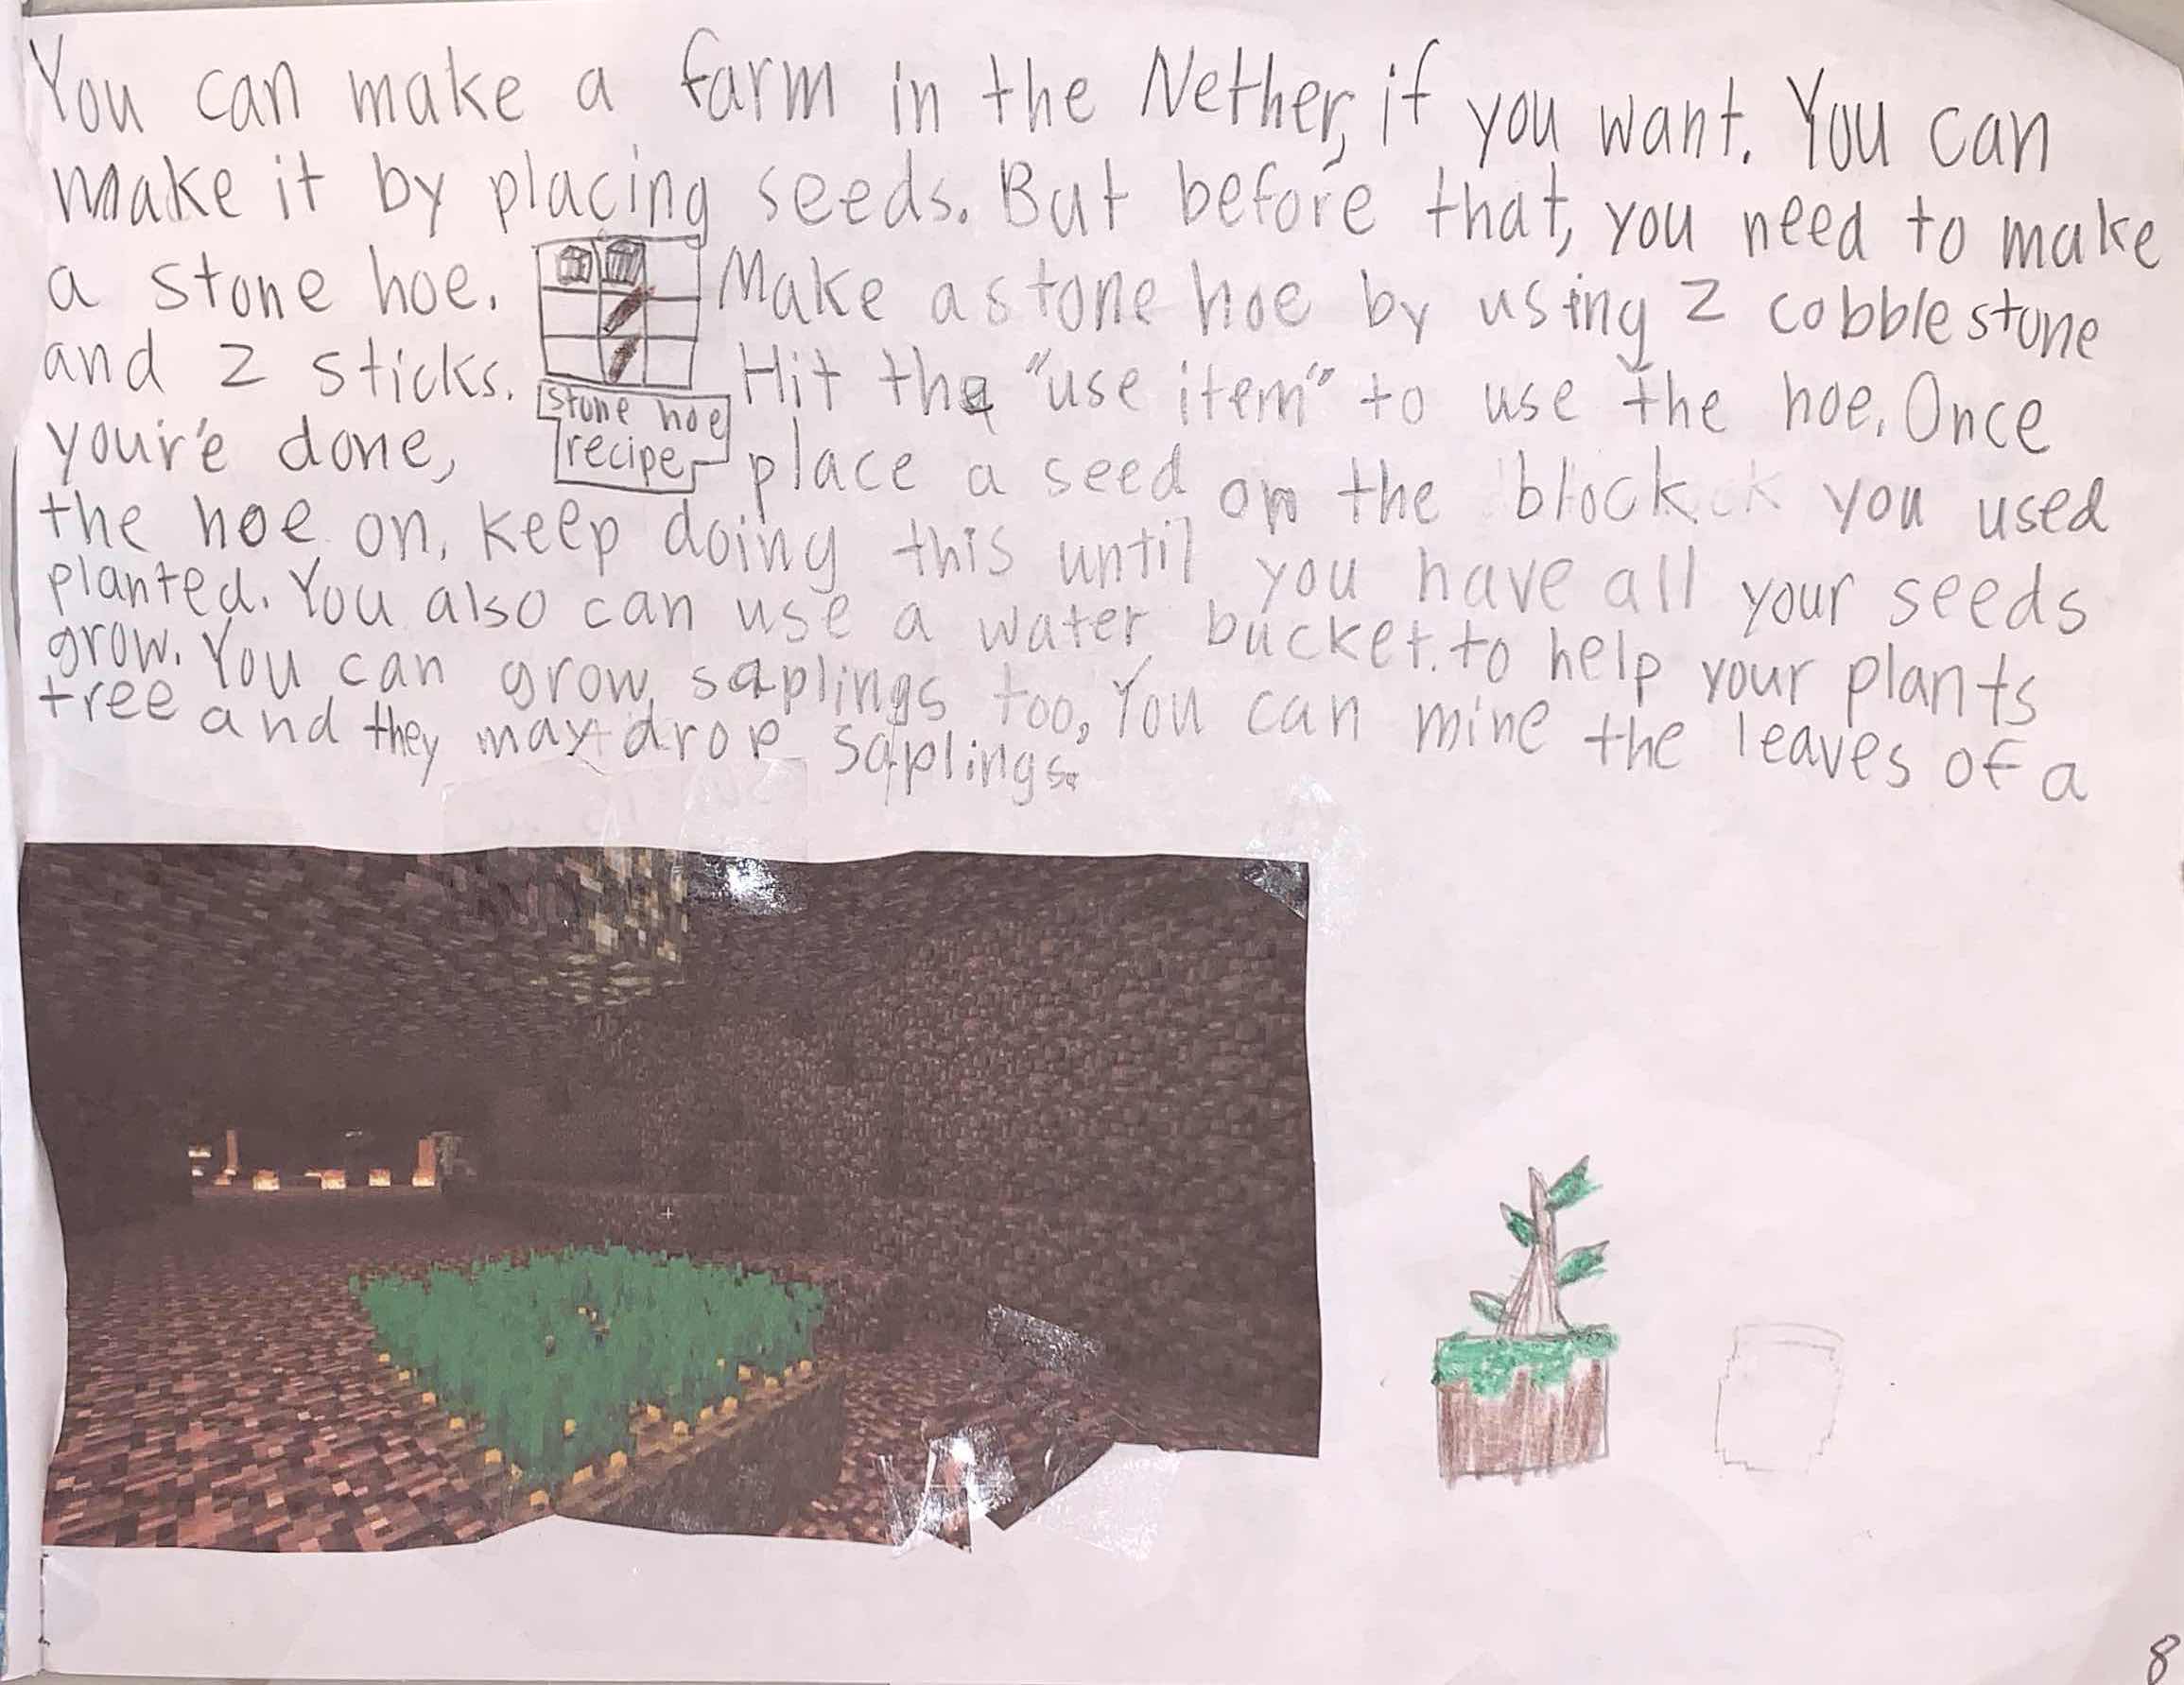 You can make a farm in the Nether, if you want. You can
make it by placing seeds. But before that, you need to make
a stone hoe. Make a stone hoe by using 2 cobblestone
and 2 sticks. Hit the "use item" to use the hoe. Once
stone hoe
recipe
your'e done, place a seed on the block you used
the hoe on, keep doing this until you have all your seeds
planted. You also can use a water bucket. to help your plants
grow. You can grow saplings too, You can mine the leaves of a
tree and they may drop saplings.
8